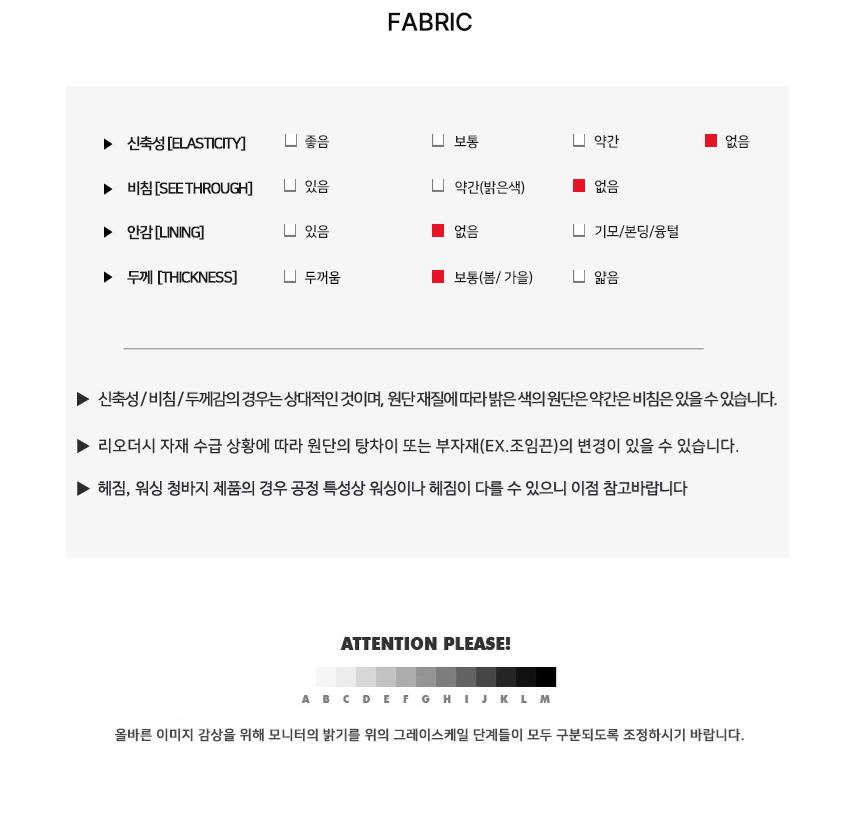 FABRIC
▶ 신축성 [ELASTICITY] 좋음 보통 약간 없음
▶ 비침 [SEE THROUGH] 있음 약간(밝은색) 없음
▶ 안감 [LINING] 있음 없음 기모/본딩/융털
▶ 두께 [THICKNESS] 두꺼움 보통(봄/ 가을) 얇음
▶ 신축성 / 비침 / 두께감의 경우는 상대적인 것이며, 원단 재질에 따라 밝은 색의 원단은 약간은 비침은 있을 수 있습니다.
▶ 리오더시 자재 수급 상황에 따라 원단의 탕차이 또는 부자재(EX.조임끈)의 변경이 있을 수 있습니다.
▶ 헤짐, 워싱 청바지 제품의 경우 공정 특성상 워싱이나 헤짐이 다를 수 있으니 이점 참고바랍니다
ATTENTION PLEASE!
A B C D E F G H I J K L M
올바른 이미지 감상을 위해 모니터의 밝기를 위의 그레이스케일 단계들이 모두 구분되도록 조정하시기 바랍니다.